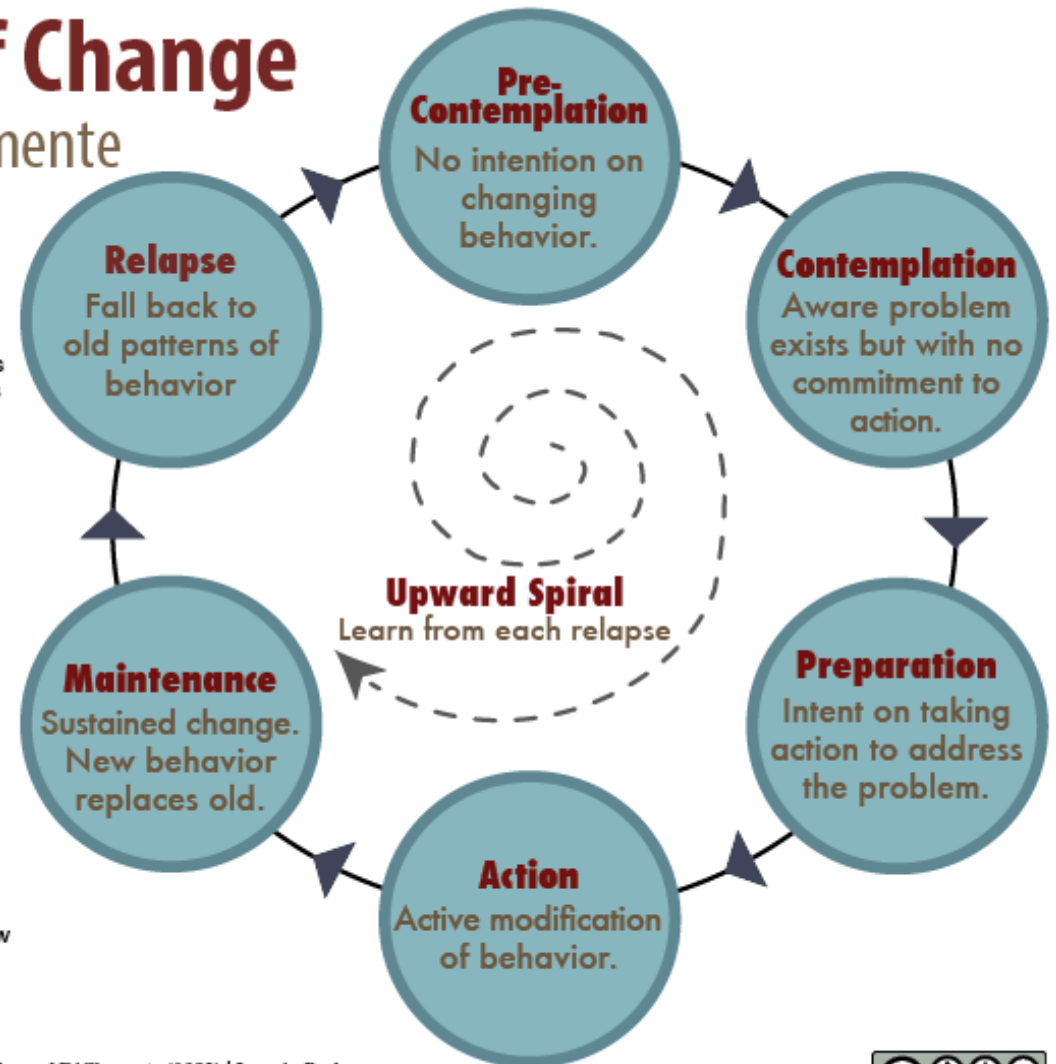 f Change
mente
Pre-
Contemplation
No intention on
changing
behavior.
Contemplation
Aware problem
exists but with no
commitment to
action.
Preparation
Intent on taking
action to address
the problem.
Action
Active modification
of behavior.
Maintenance
Sustained change.
New behavior
replaces old.
Relapse
Fall back to
old patterns of
behavior
Upward Spiral
Learn from each relapse